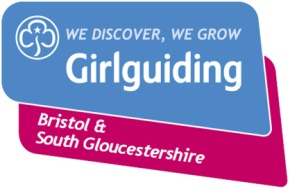 WE DISCOVER, WE GROW
Girlguiding
Bristol &
South Gloucestershire